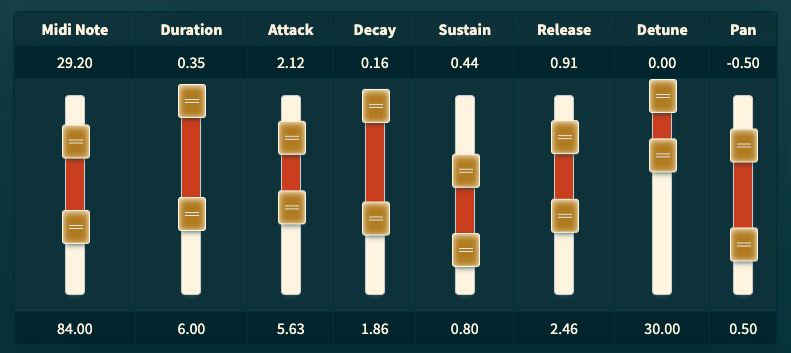 Midi Note Duration Attack Decay Sustain Release Detune Pan
29.20 0.35 2.12 0.16 0.44 0.91 0.00 -0.50
84.00 6.00 5.63 1.86 0.80 2.46 30.00 0.50